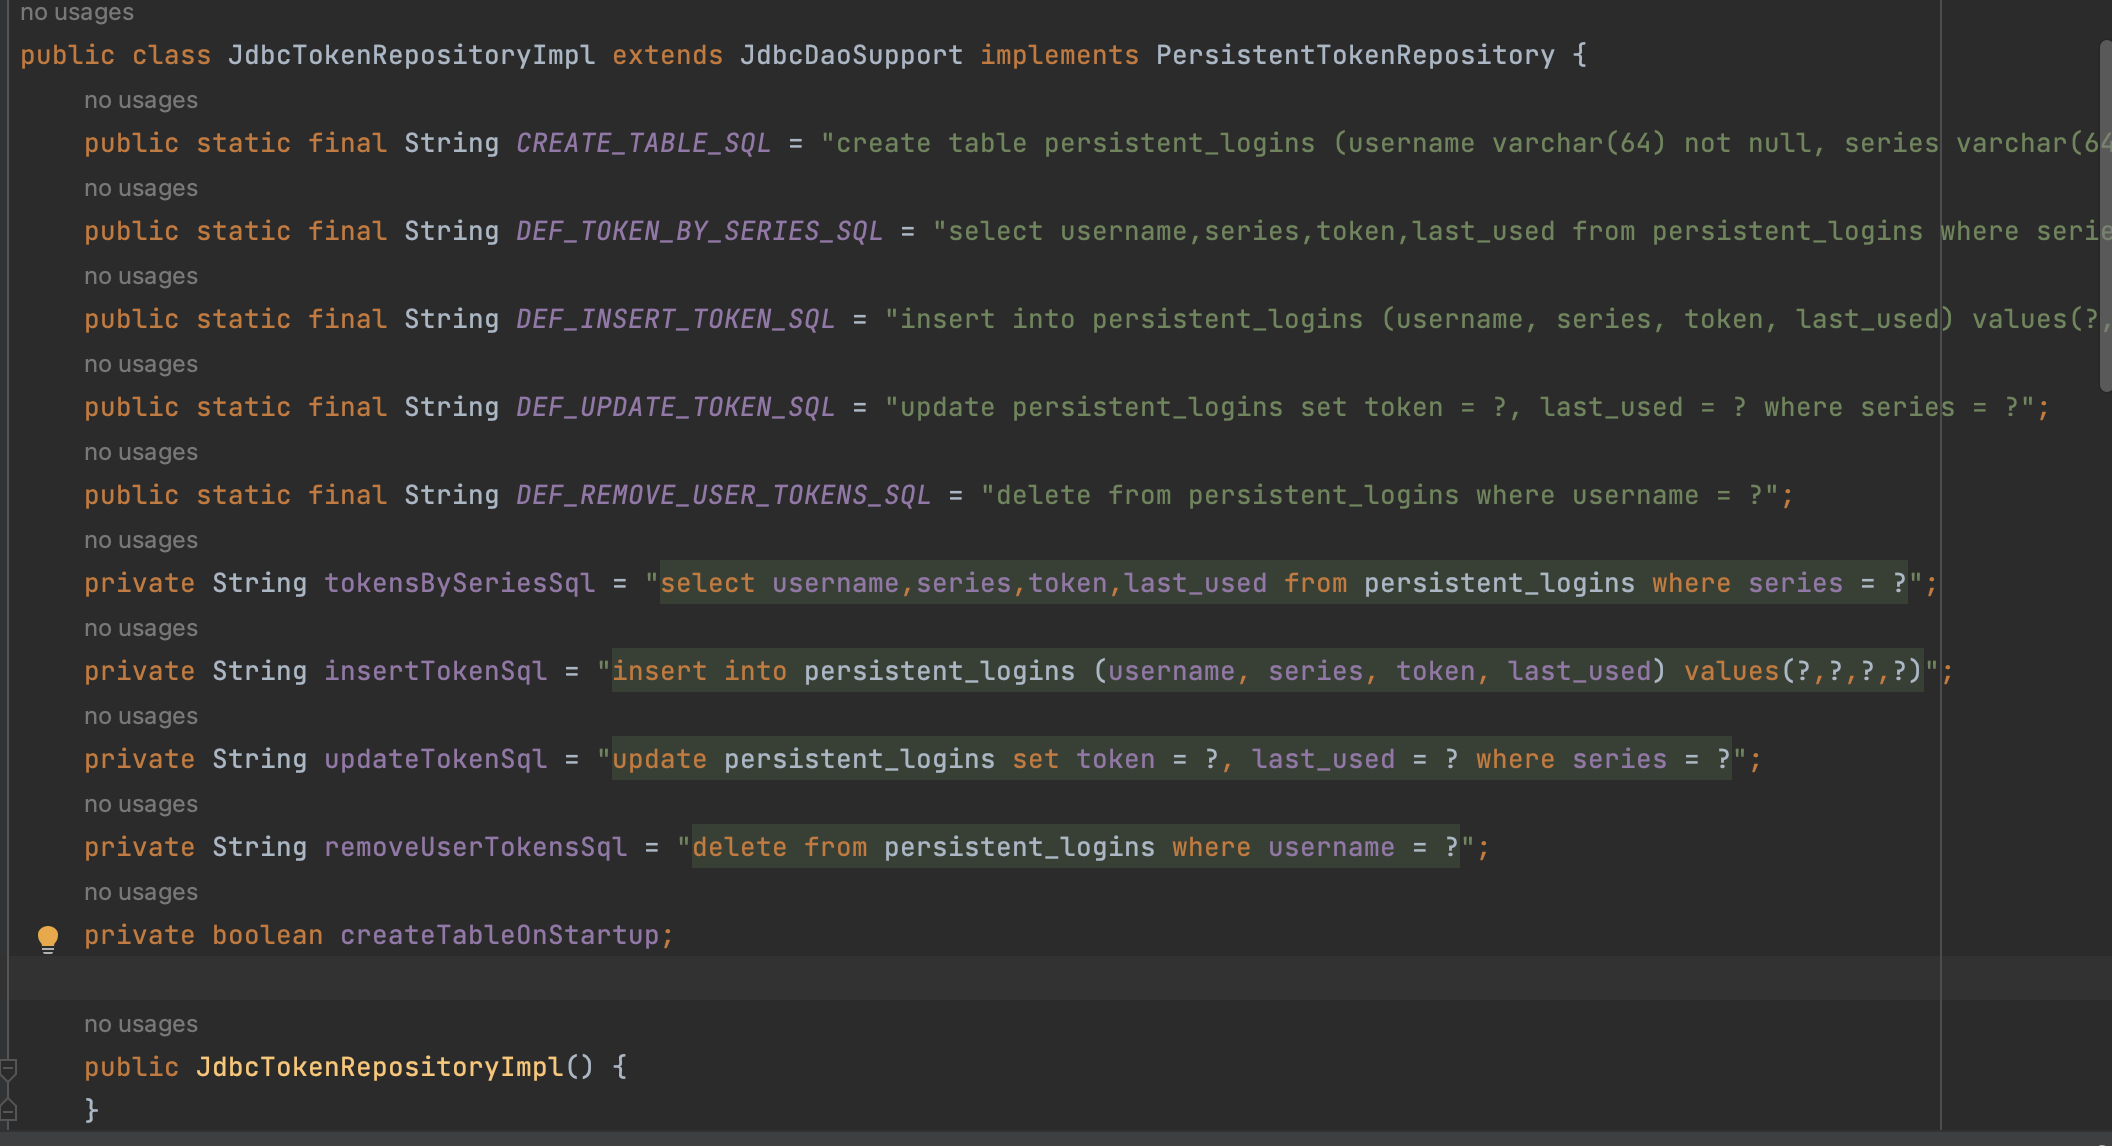 no usages
public class JdbcTokenRepositoryImpl extends JdbcDaoSupport implements PersistentTokenRepository {
no usages
public static final String CREATE_TABLE_SQL = "create table persistent_logins (username varchar(64) not null, series varchar(64
no usages
public static final String DEF_TOKEN_BY_SERIES_SQL = "select username,series,token,last_used from persistent_logins where serie
no usages
public static final String DEF_INSERT_TOKEN_SQL = "insert into persistent_logins (username, series, token, last_used) values(?,
no usages
public static final String DEF_UPDATE_TOKEN_SQL = "update persistent_logins set token = ?, last_used = ? where series = ?";
no usages
public static final String DEF_REMOVE_USER_TOKENS_SQL = "delete from persistent_logins where username = ?";
no usages
private String tokensBySeriesSql = "select username,series,token,last_used from persistent_logins where series = ?";
no usages
private String insertTokenSql = "insert into persistent_logins (username, series, token, last_used) values(?,?,?,?)";
no usages
private String updateTokenSql = "update persistent_logins set token = ?, last_used = ? where series = ?";
no usages
private String removeUserTokensSql = "delete from persistent_logins where username = ?";
no usages
private boolean createTableOnStartup;
no usages
public JdbcTokenRepositoryImpl() {
}